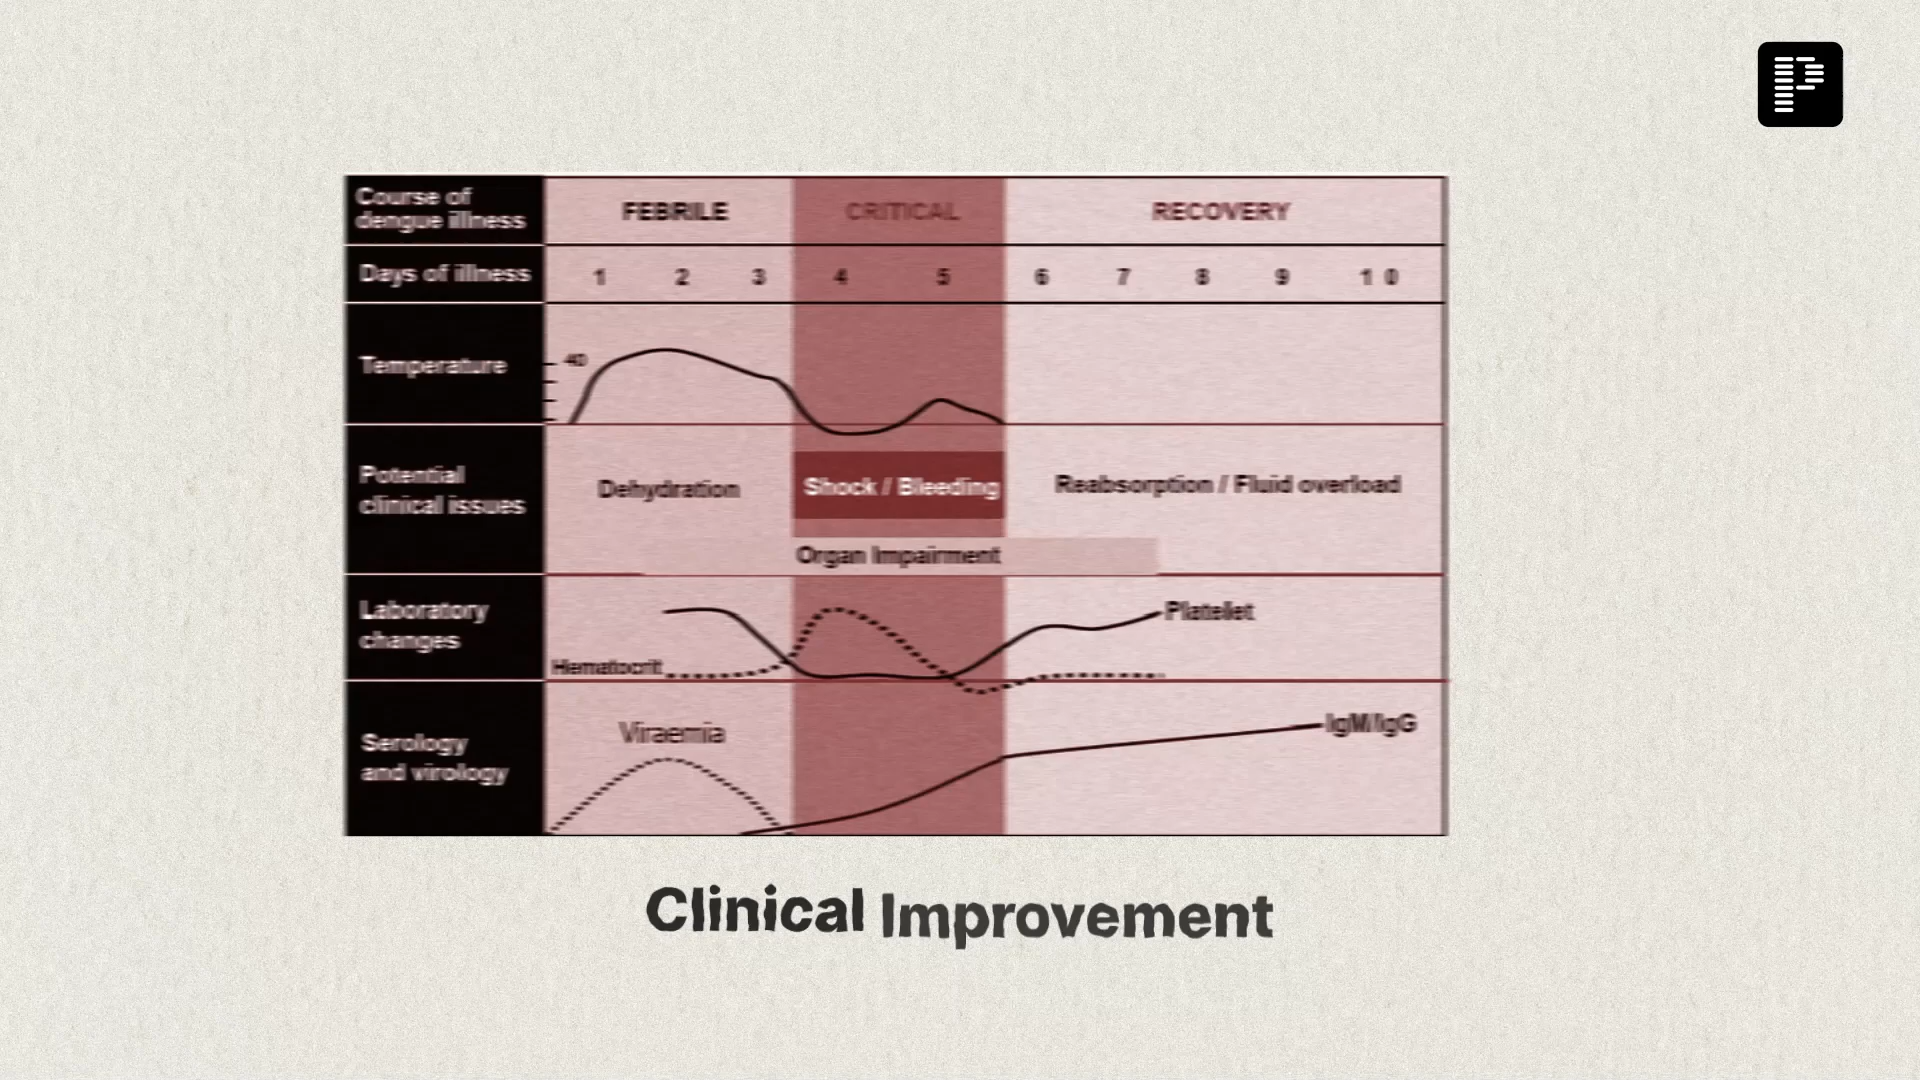 Course of
dengue illness
FEBRILE
CRITICAL
RECOVERY
Days of illness
1 2 3 4 5 6 7 8 9 1 0
Temperature
40
Potential
clinical issues
Dehydration
Shock / Bleeding
Reabsorption / Fluid overload
Organ Impairment
Laboratory
changes
Hematocrit
Platelet
Serology
and virology
Viraemia
IgM/IgG
Clinical Improvement